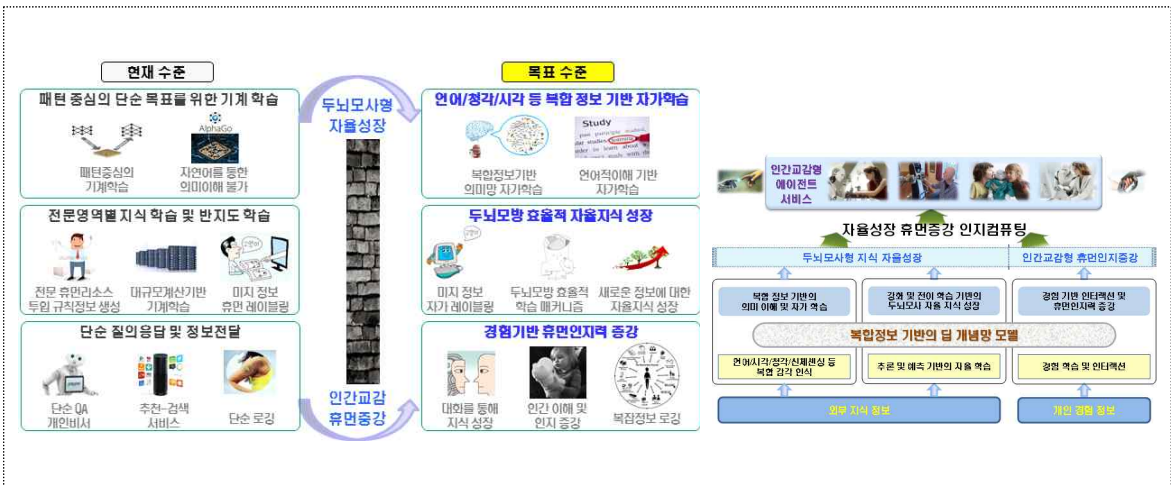 현재 수준
패턴 중심의 단순 목표를 위한 기계 학습
AlphaGo
패턴중심의
기계학습
자연어를 통한
의미이해 불가
전문영역별 지식 학습 및 반지도 학습
전문 휴먼리소스
투입 규칙정보 생성
대규모계산기반
기계학습
미지 정보
휴먼 레이블링
단순 질의응답 및 정보전달
단순 QA
개인비서
추천-검색
서비스
단순 로깅
두뇌모사형
자율성장
인간교감
휴먼증강
목표 수준
언어/청각/시각 등 복합 정보 기반 자가학습
Study
복합정보기반
의미망 자가학습
언어적이해 기반
자가학습
두뇌모방 효율적 자율지식 성장
미지 정보
자가 레이블링
두뇌모방 효율적
학습 매커니즘
새로운 정보에 대한
자율지식 성장
경험기반 휴먼인지력 증강
대화를 통해
지식 성장
인간 이해 및
인지 증강
복잡정보 로깅
인간교감형
에이전트
서비스
자율성장 휴먼증강 인지컴퓨팅
두뇌모사형 지식 자율성장
인간교감형 휴먼인지증강
복합 정보 기반의
의미 이해 및 자가 학습
강화 및 전이 학습 기반의
두뇌모사 자율 지식 성장
경험 기반 인터랙션 및
휴먼인지력 증강
복합정보 기반의 딥 개념망 모델
언어/시각/청각/신체센싱 등
복합 감각 인식
추론 및 예측 기반의 자율 학습
경험 학습 및 인터랙션
외부 지식 정보
개인 경험 정보